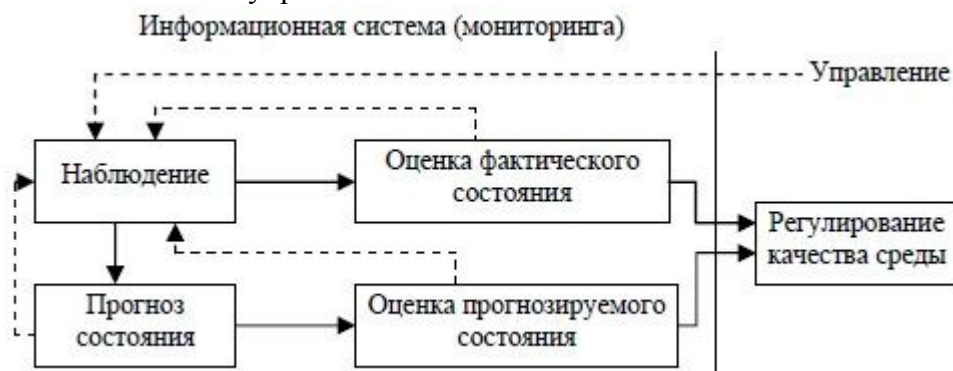 Информационная система (мониторинга)
Управление
Наблюдение
Оценка фактического
состояния
Регулирование
качества среды
Прогноз
состояния
Оценка прогнозируемого
состояния